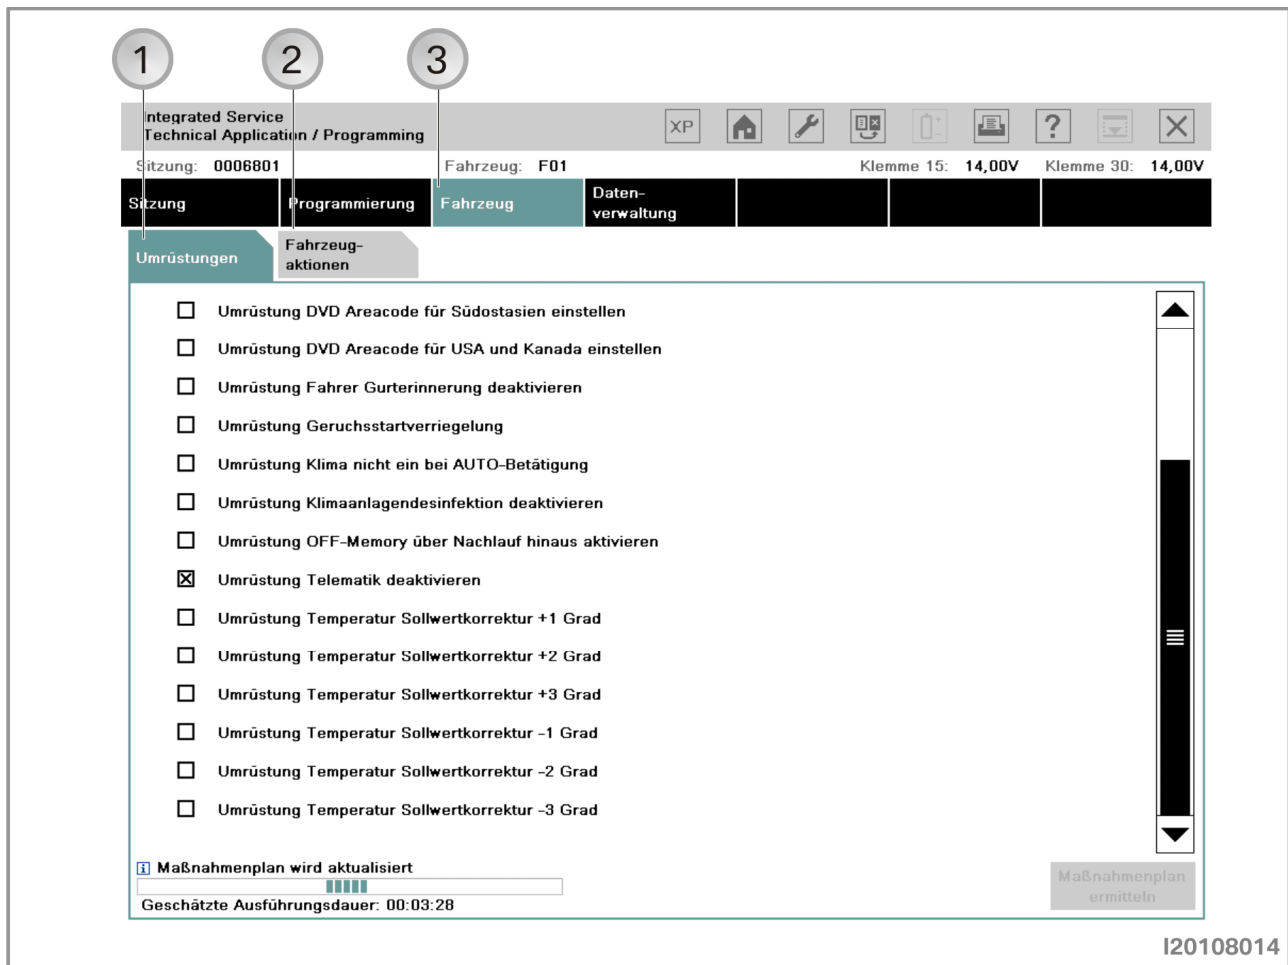 1 2 3
Integrated Service
Technical Application / Programming
XP
?
Sitzung: 0006801 Fahrzeug: F01 Klemme 15: 14,00V Klemme 30: 14,00V
Sitzung Programmierung Fahrzeug Daten-
verwaltung
Umrüstungen Fahrzeug-
aktionen
Umrüstung DVD Areacode für Südostasien einstellen
Umrüstung DVD Areacode für USA und Kanada einstellen
Umrüstung Fahrer Gurterinnerung deaktivieren
Umrüstung Geruchsstartverriegelung
Umrüstung Klima nicht ein bei AUTO-Betätigung
Umrüstung Klimaanlagendesinfektion deaktivieren
Umrüstung OFF-Memory über Nachlauf hinaus aktivieren
Umrüstung Telematik deaktivieren
Umrüstung Temperatur Sollwertkorrektur +1 Grad
Umrüstung Temperatur Sollwertkorrektur +2 Grad
Umrüstung Temperatur Sollwertkorrektur +3 Grad
Umrüstung Temperatur Sollwertkorrektur -1 Grad
Umrüstung Temperatur Sollwertkorrektur -2 Grad
Umrüstung Temperatur Sollwertkorrektur -3 Grad
i Maßnahmenplan wird aktualisiert
Geschätzte Ausführungsdauer: 00:03:28
Maßnahmenplan
ermitteln
I20108014